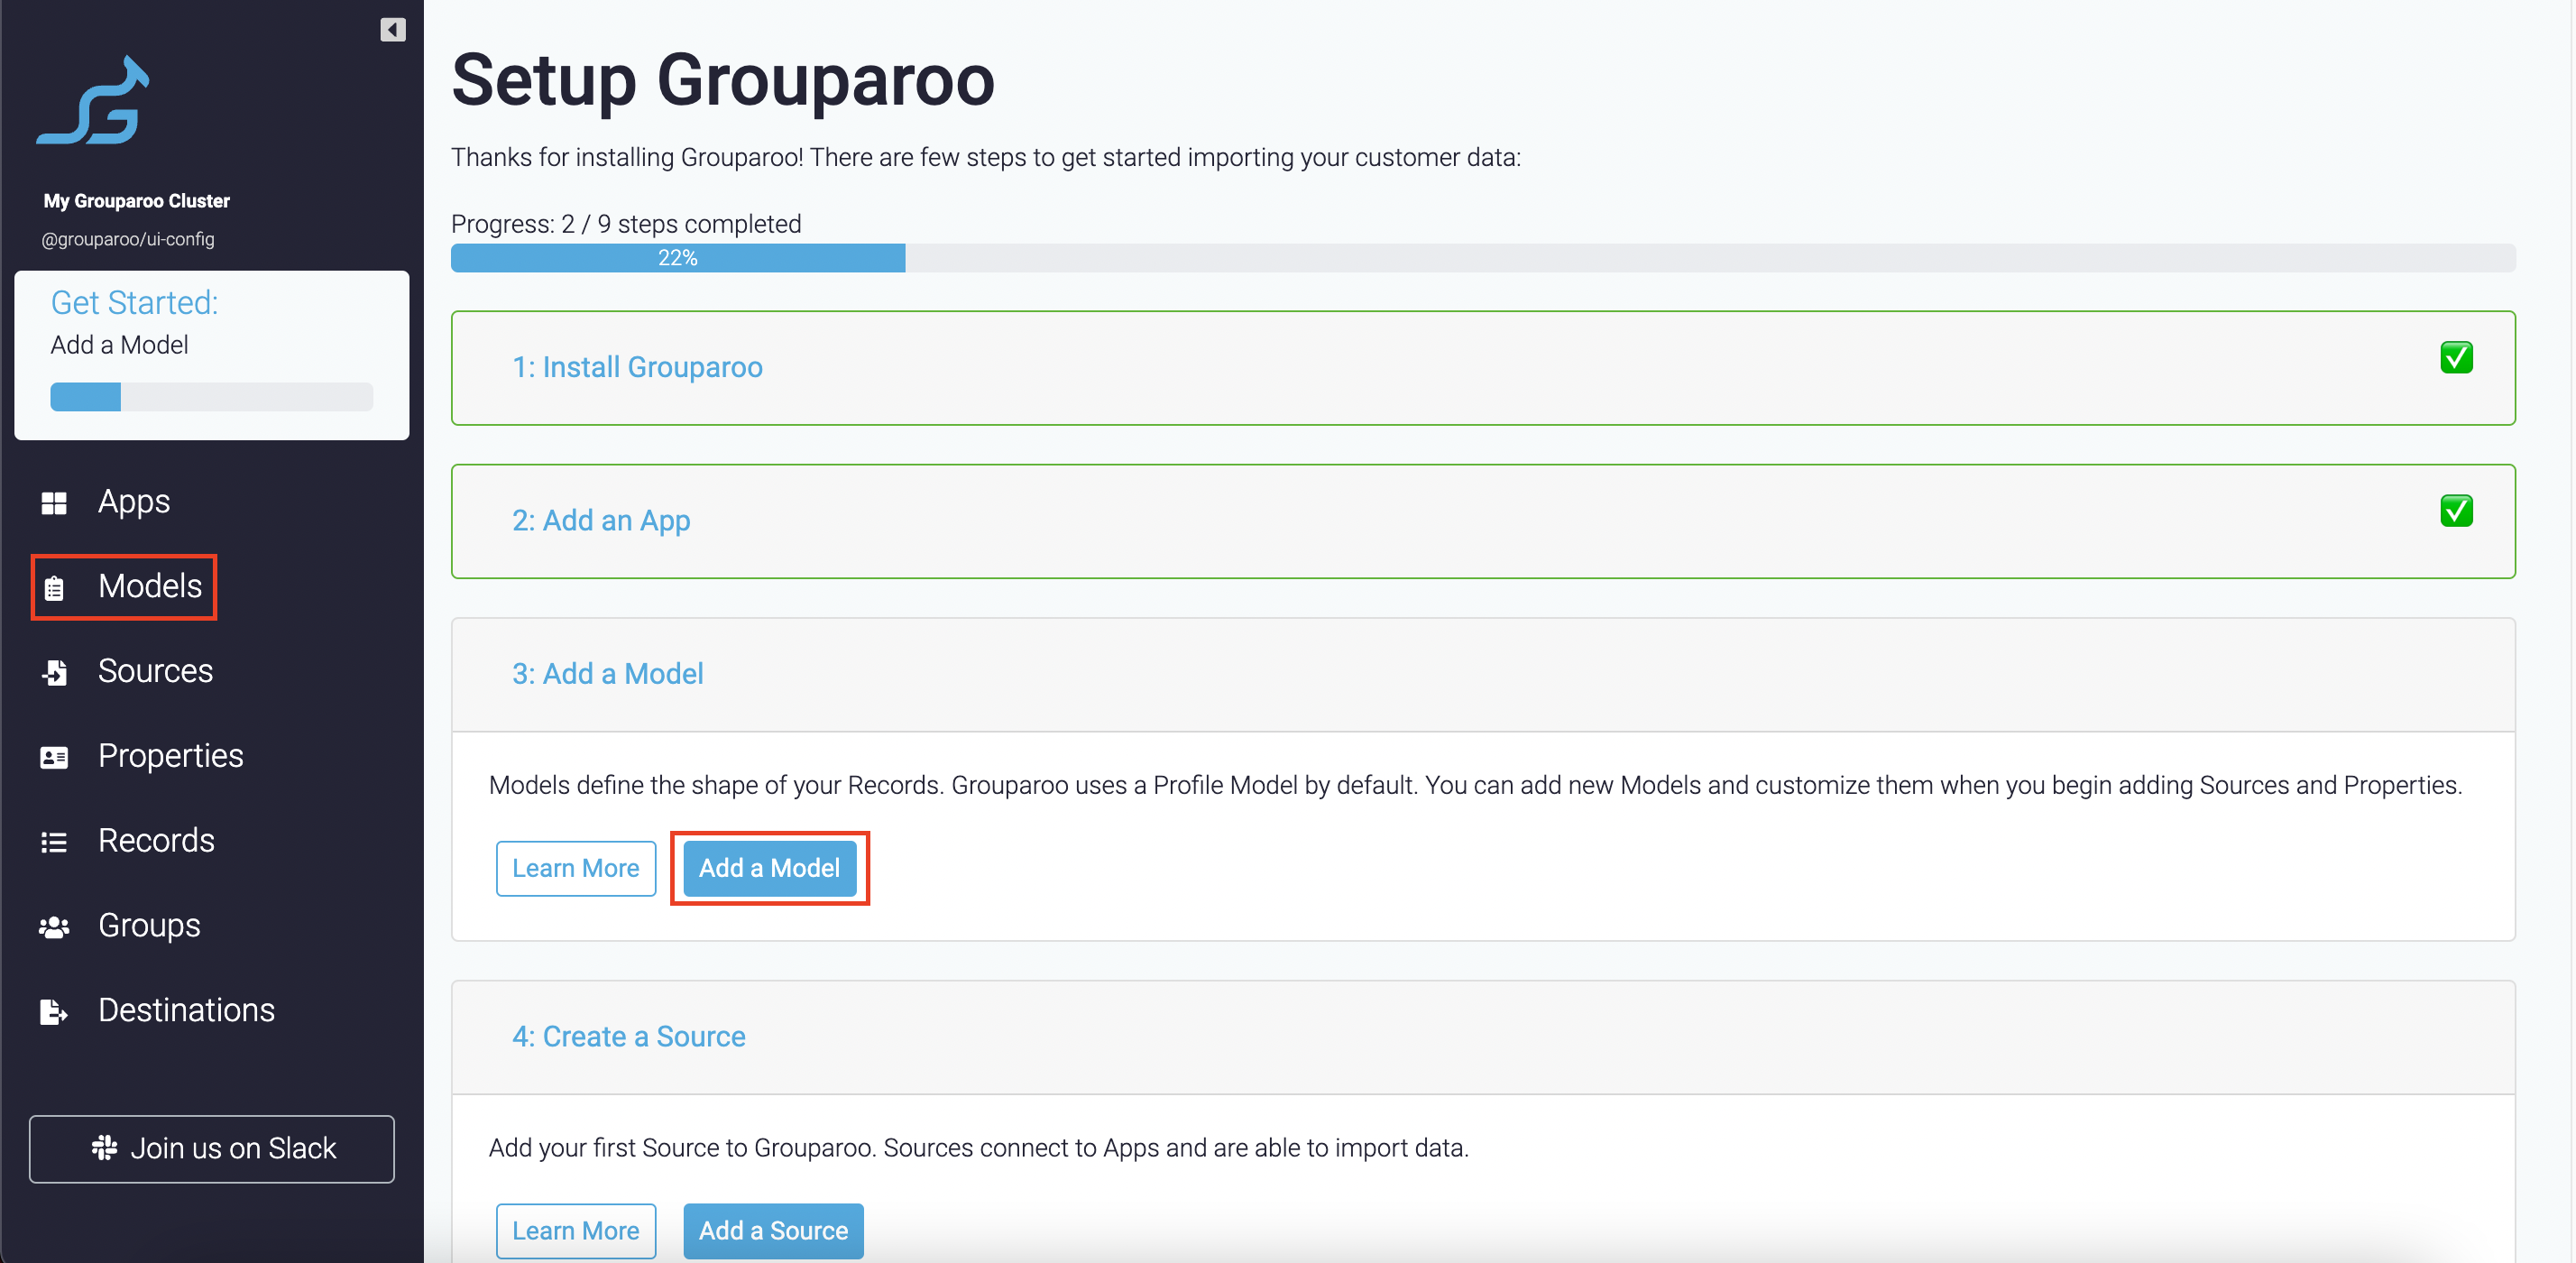 My Grouparoo Cluster
@grouparoo/ui-config
Get Started:
Add a Model
Apps
Models
Sources
Properties
Records
Groups
Destinations
Join us on Slack
Setup Grouparoo
Thanks for installing Grouparoo! There are few steps to get started importing your customer data:
Progress: 2 / 9 steps completed
22%
1: Install Grouparoo
2: Add an App
3: Add a Model
Models define the shape of your Records. Grouparoo uses a Profile Model by default. You can add new Models and customize them when you begin adding Sources and Properties.
Learn More
Add a Model
4: Create a Source
Add your first Source to Grouparoo. Sources connect to Apps and are able to import data.
Learn More
Add a Source